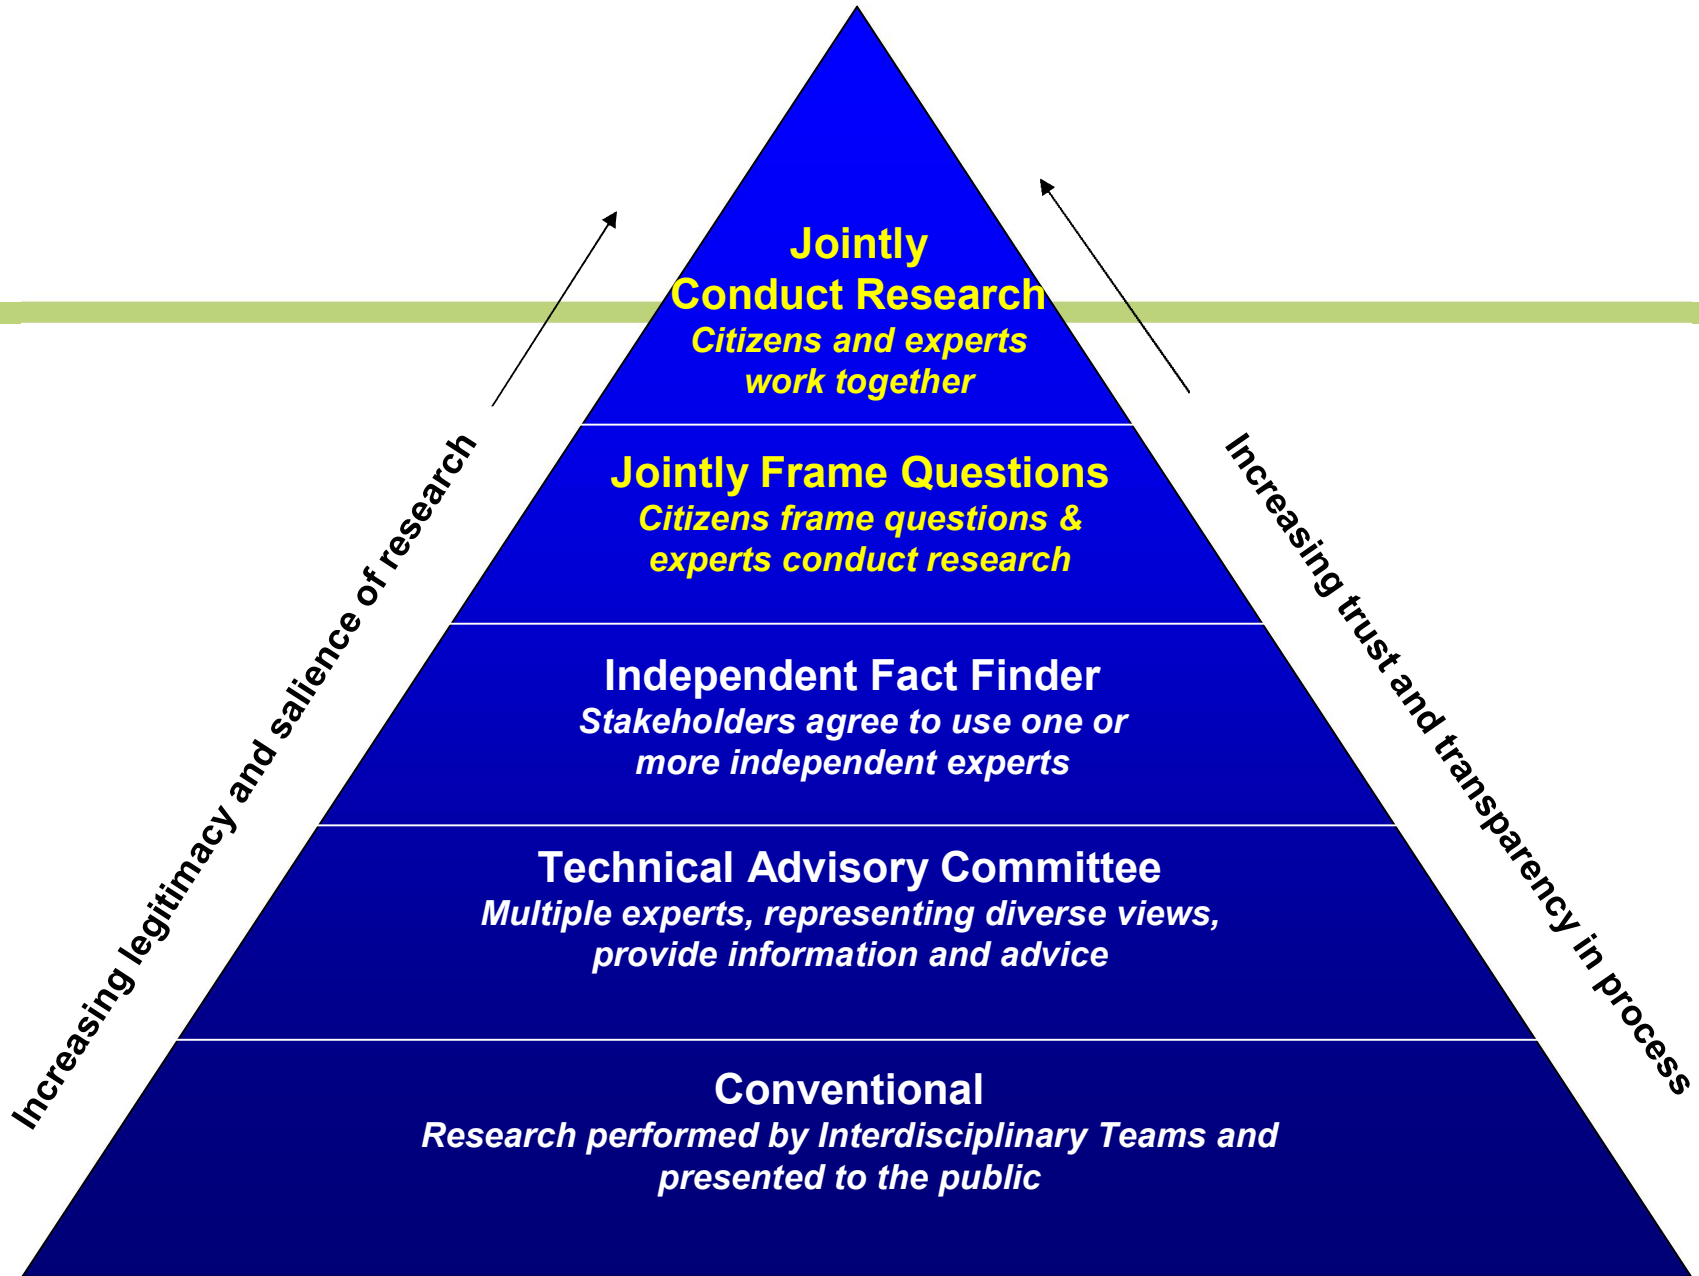 Jointly
Conduct Research
Citizens and experts
work together
Jointly Frame Questions
Citizens frame questions &
experts conduct research
Independent Fact Finder
Stakeholders agree to use one or
more independent experts
Technical Advisory Committee
Multiple experts, representing diverse views,
provide information and advice
Conventional
Research performed by Interdisciplinary Teams and
presented to the public
Increasing legitimacy and salience of research
Increasing trust and transparency in process